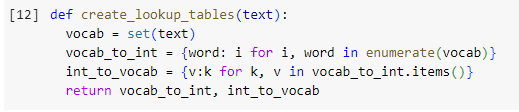 [12] def create_lookup_tables(text):
vocab = set(text)
vocab_to_int = {word: i for i, word in enumerate(vocab)}
int_to_vocab = {v:k for k, v in vocab_to_int.items()}
return vocab_to_int, int_to_vocab